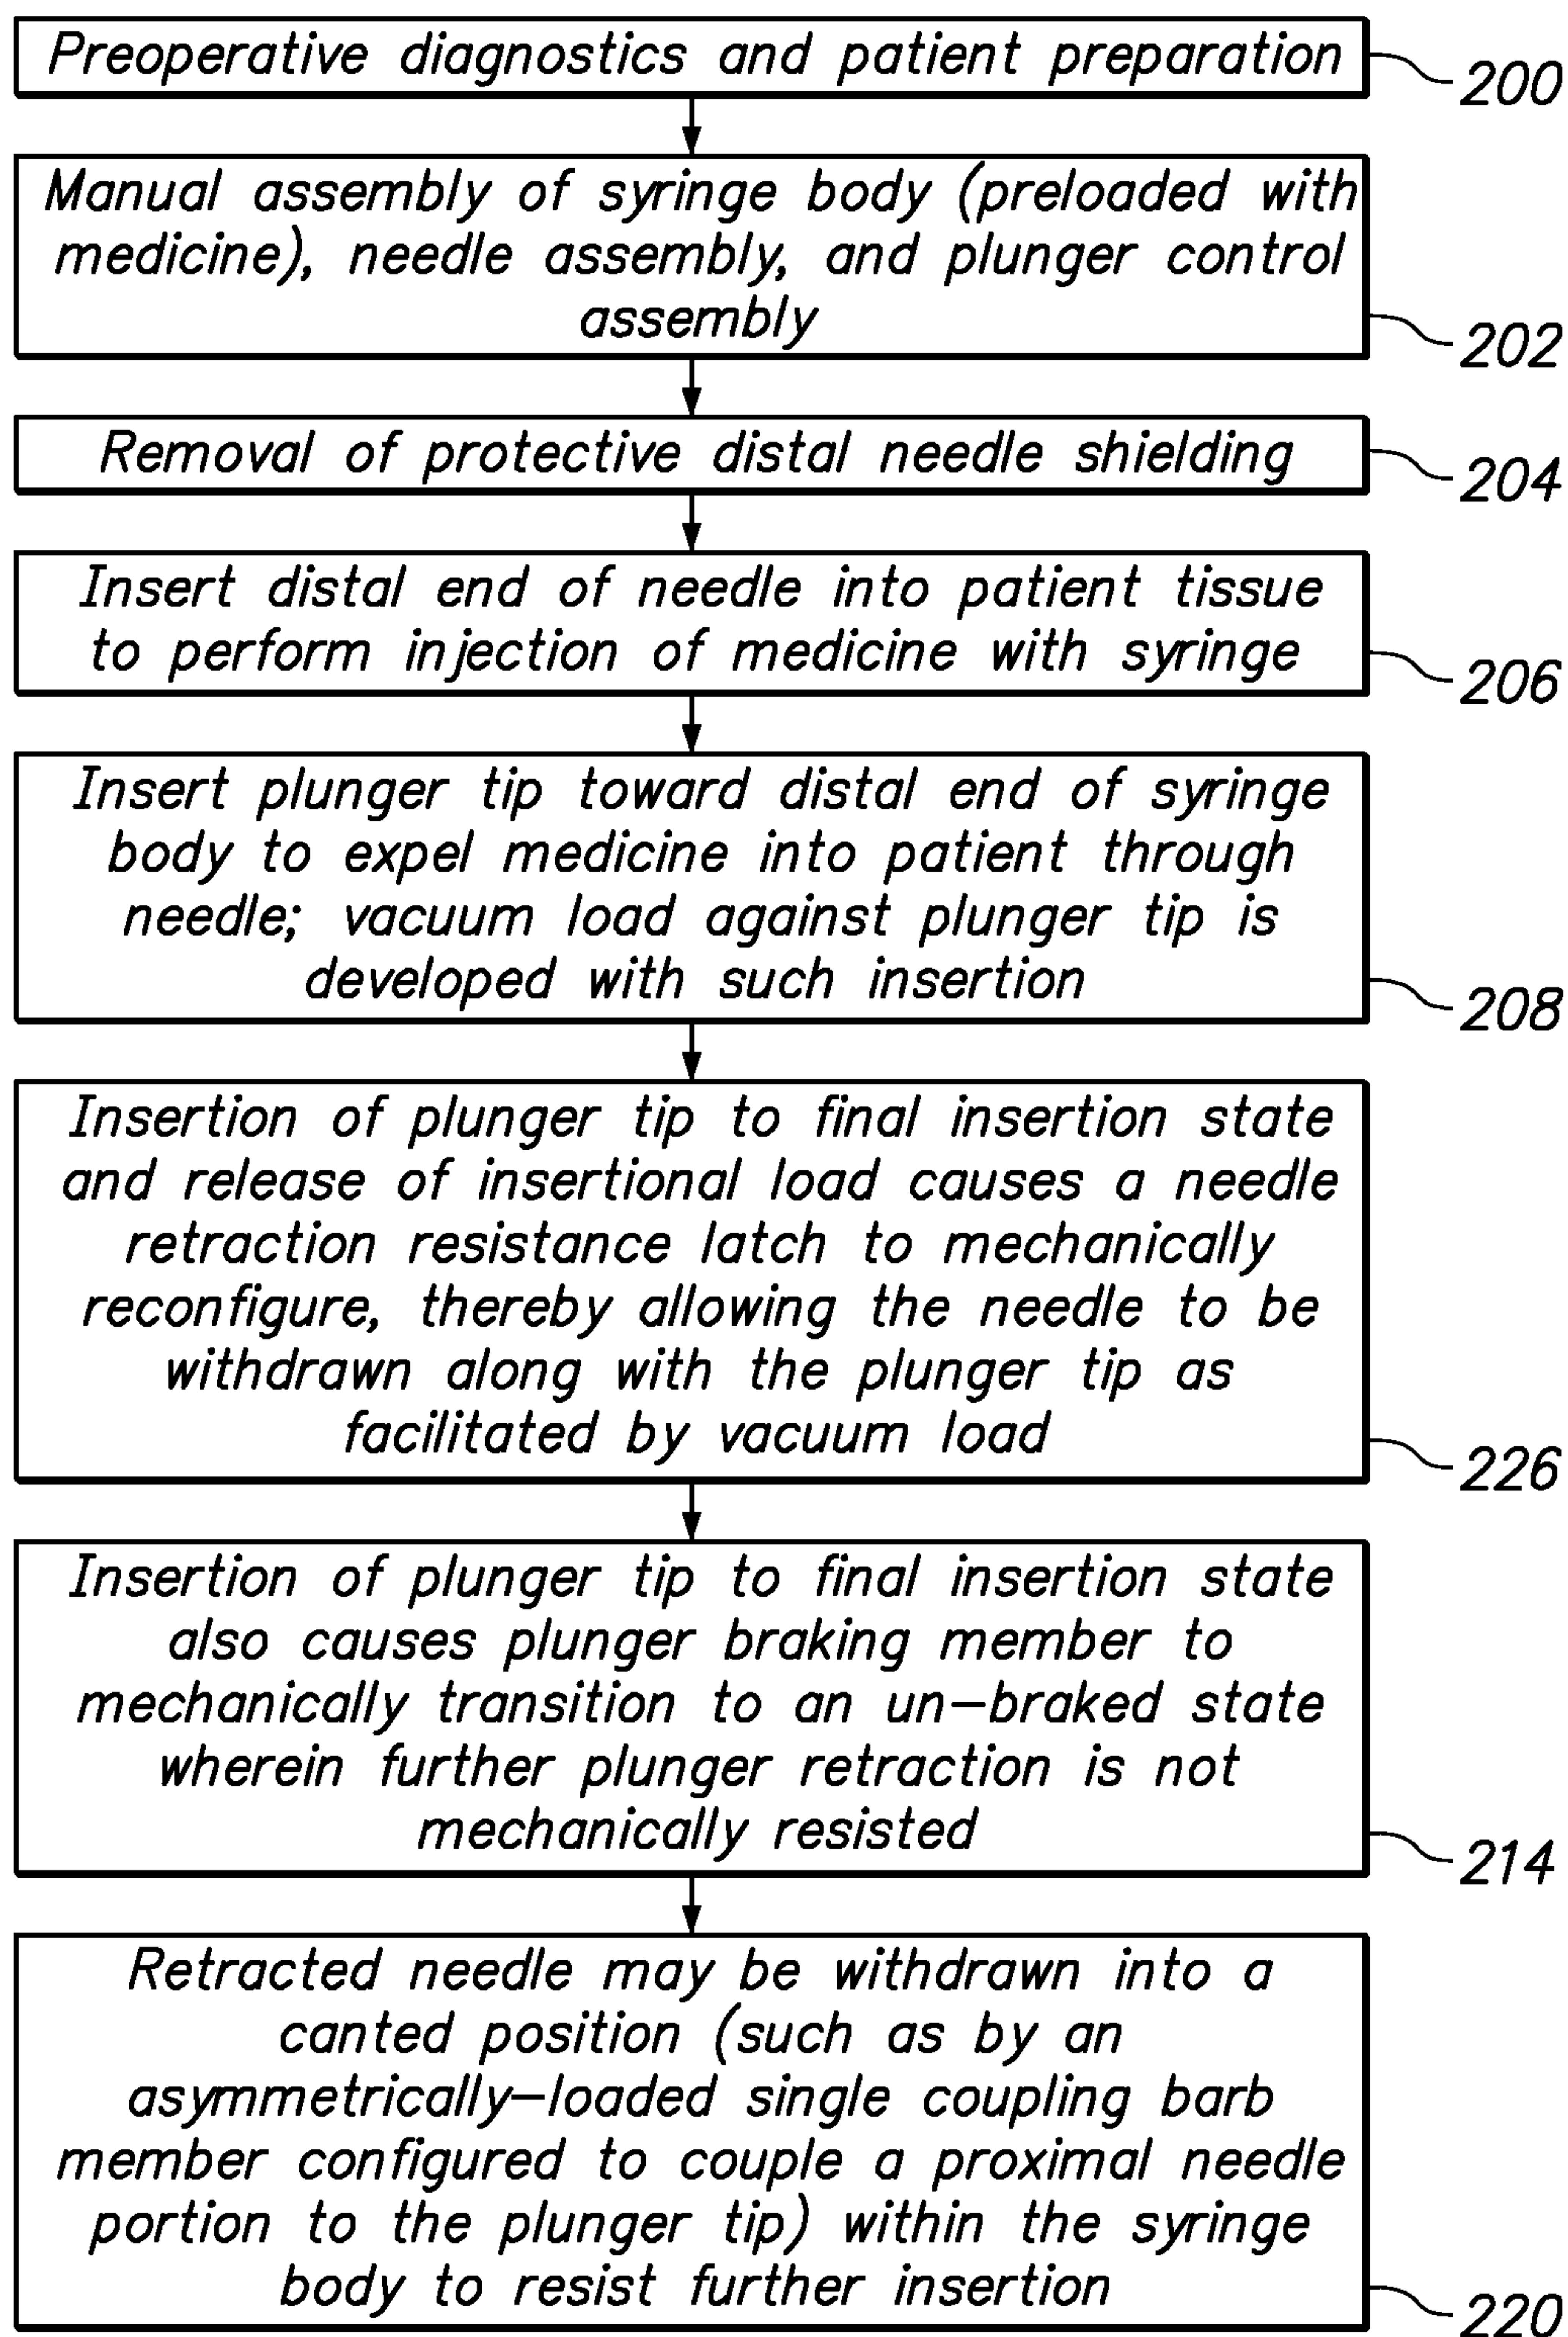 Preoperative diagnostics and patient preparation
200
Manual assembly of syringe body (preloaded with
medicine), needle assembly, and plunger control
assembly
202
Removal of protective distal needle shielding
204
Insert distal end of needle into patient tissue
to perform injection of medicine with syringe
206
Insert plunger tip toward distal end of syringe
body to expel medicine into patient through
needle; vacuum load against plunger tip is
developed with such insertion
208
Insertion of plunger tip to final insertion state
and release of insertional load causes a needle
retraction resistance latch to mechanically
reconfigure, thereby allowing the needle to be
withdrawn along with the plunger tip as
facilitated by vacuum load
226
Insertion of plunger tip to final insertion state
also causes plunger braking member to
mechanically transition to an un-braked state
wherein further plunger retraction is not
mechanically resisted
214
Retracted needle may be withdrawn into a
canted position (such as by an
asymmetrically-loaded single coupling barb
member configured to couple a proximal needle
portion to the plunger tip) within the syringe
body to resist further insertion
220